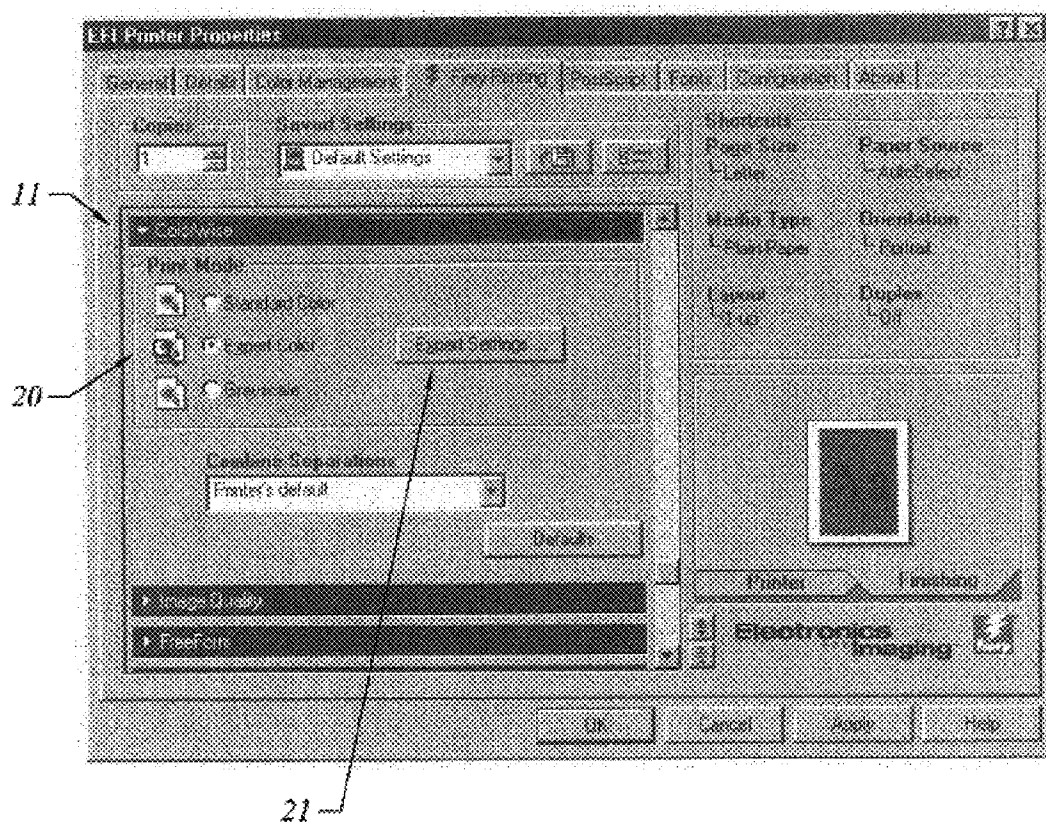 EFI Printer Properties
General Details Color Management Fiery Printing PostScript Fonts Configuration About
Copies
1
Saved Settings
Default Settings
Shortcuts
Page Size
Letter
Paper Source
AutoSelect
11
ColorWise
Media Type
Plain Paper
Orientation
Print Mode
Standard Color
Layout
1-up
Duplex
Off
20
Expert Color
Expert Settings...
Grayscale
Combine Separations
Printer's default
Defaults
Printer
Finishing
Image Quality
FreeForm
Electronics
Imaging
OK
Cancel
Apply
Help
21